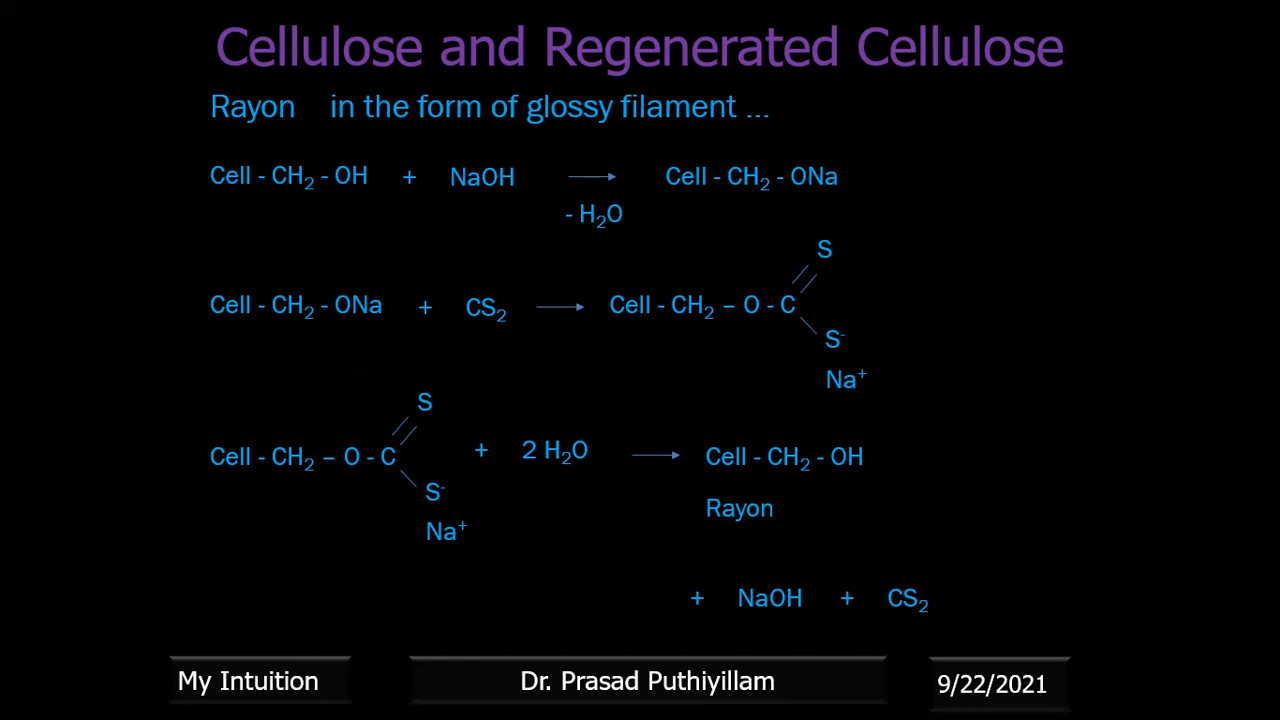 Cellulose and Regenerated Cellulose
Rayon in the form of glossy filament ...
Cell - CH₂ - OH + NaOH → Cell - CH₂ - ONa
- H₂O
S
Cell - CH₂ - ONa + CS₂ → Cell - CH₂ – O - C
S⁻
Na⁺
S
Cell - CH₂ – O - C + 2 H₂O → Cell - CH₂ - OH
S⁻
Rayon
Na⁺
+ NaOH + CS₂
My Intuition Dr. Prasad Puthiyillam 9/22/2021